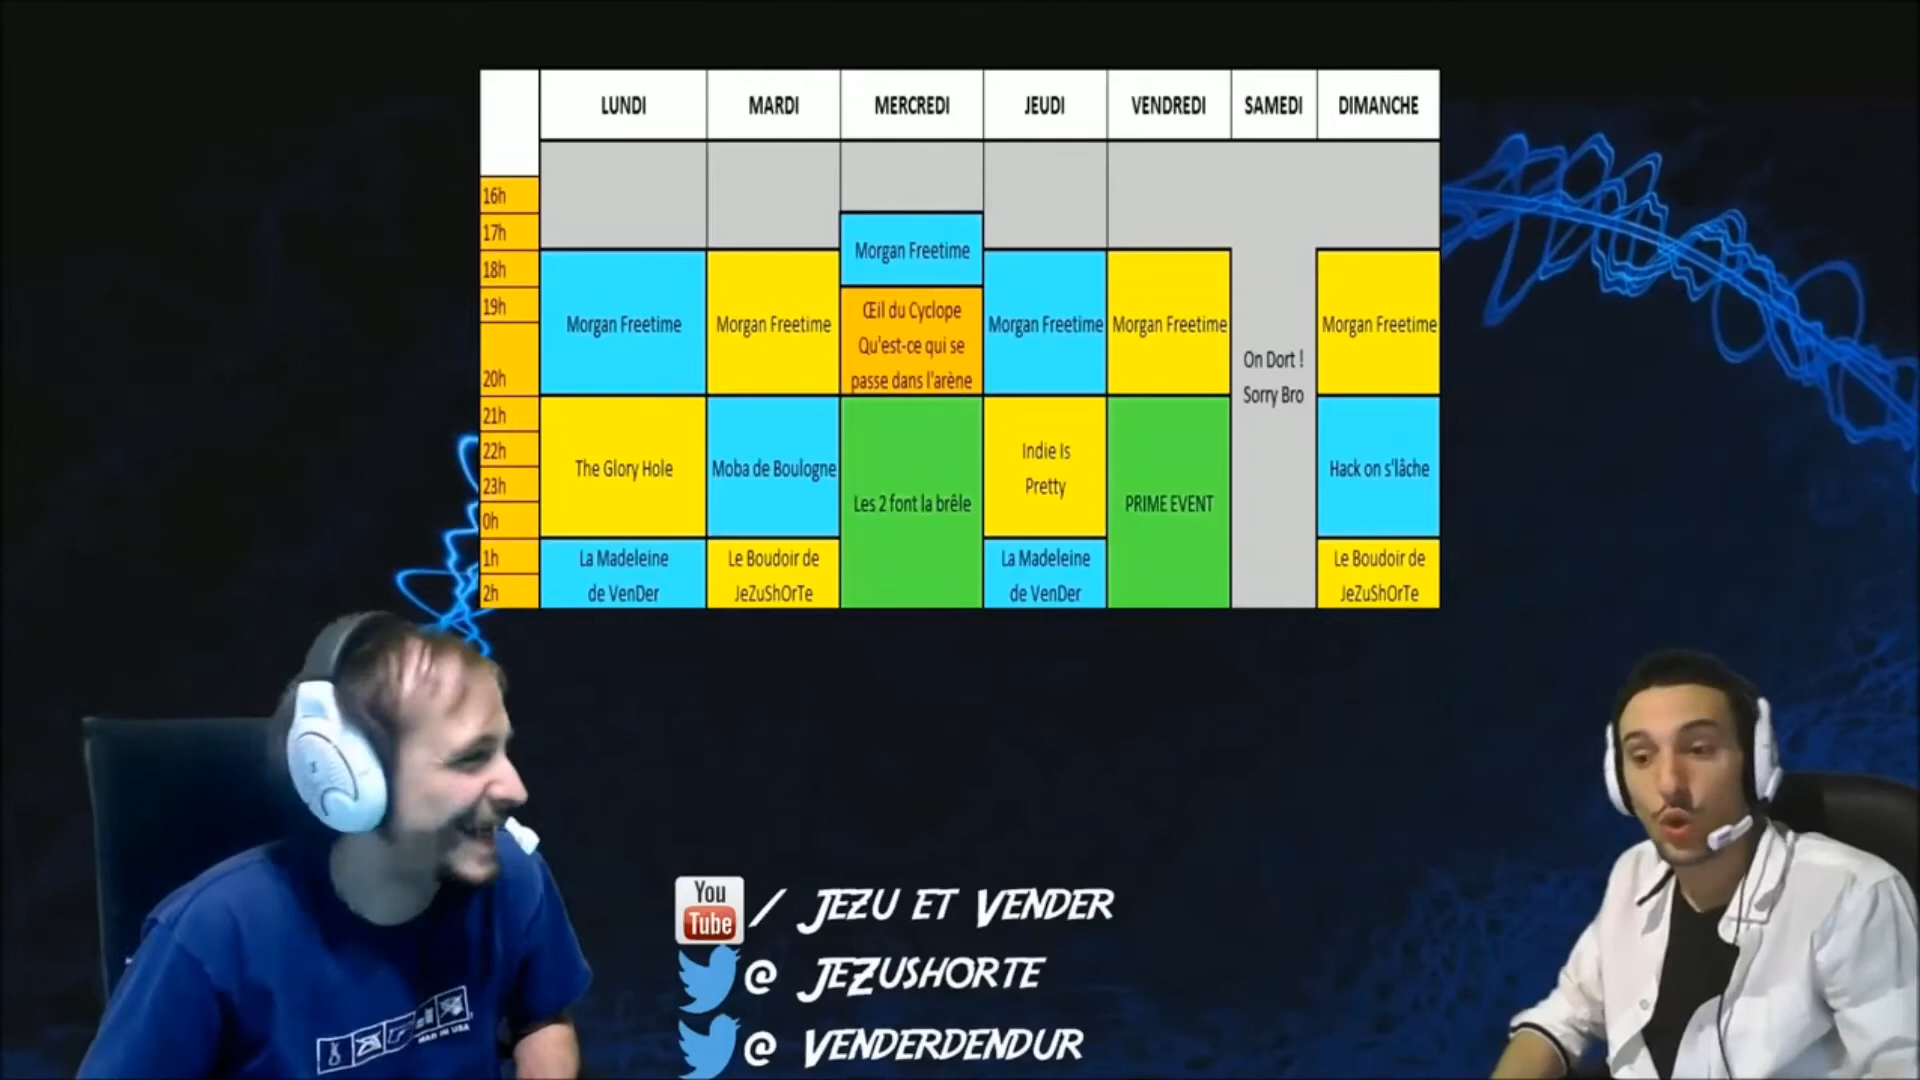 LUNDI MARDI MERCREDI JEUDI VENDREDI SAMEDI DIMANCHE
16h
17h
18h
19h
20h
21h
22h
23h
0h
1h
2h
Morgan Freetime
Morgan Freetime
Morgan Freetime
Œil du Cyclope
Qu'est-ce qui se
passe dans l'arène
Morgan Freetime
Morgan Freetime
On Dort !
Sorry Bro
Morgan Freetime
The Glory Hole
Moba de Boulogne
Les 2 font la brêle
Indie Is
Pretty
PRIME EVENT
Hack on s'lâche
La Madeleine
de VenDer
Le Boudoir de
JeZuShOrTe
La Madeleine
de VenDer
Le Boudoir de
JeZuShOrTe
You
Tube
/ JEZU ET VENDER
@ JEZUSHORTE
@ VENDERDENDUR